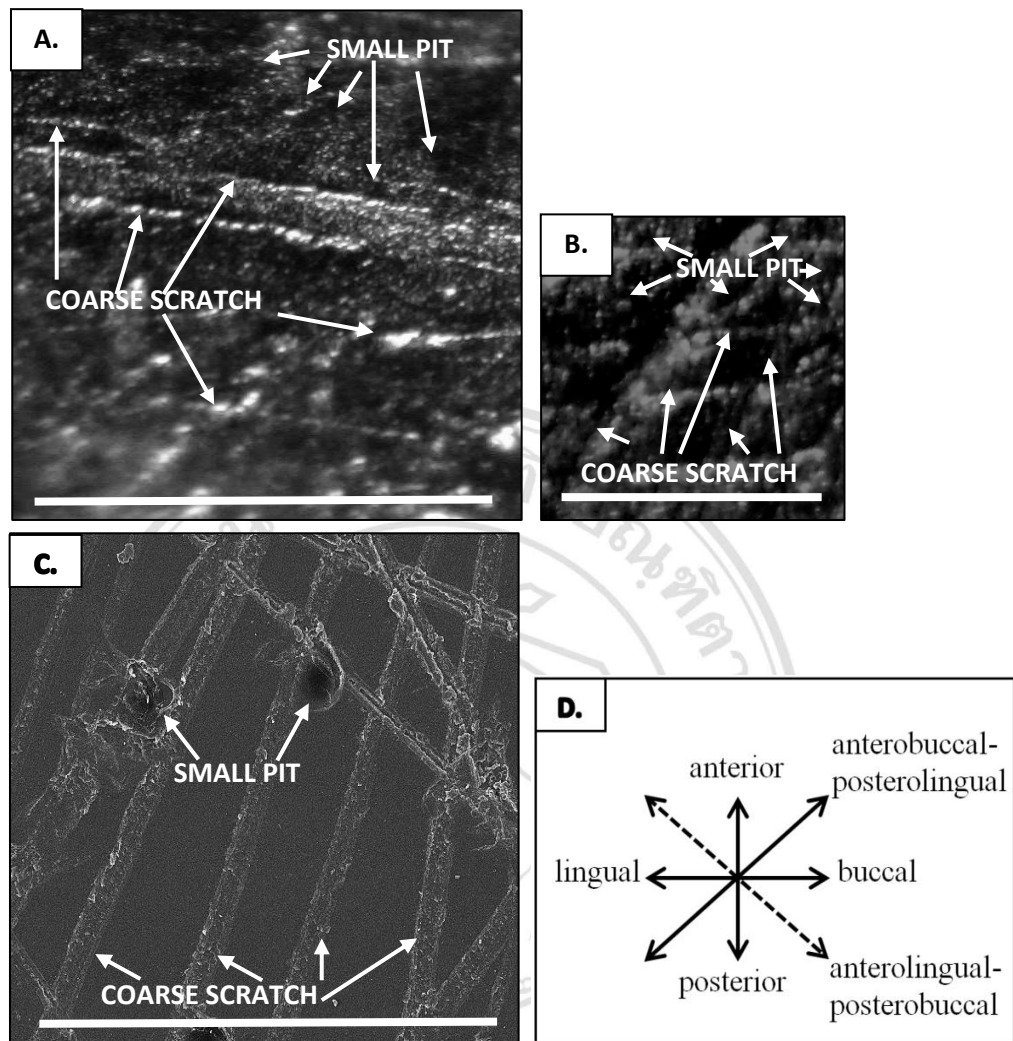 A.
SMALL PIT
COARSE SCRATCH
B.
SMALL PIT
COARSE SCRATCH
C.
SMALL PIT
COARSE SCRATCH
D.
anterior
anterobuccal-
posterolingual
lingual
buccal
posterior
anterolingual-
posterobuccal